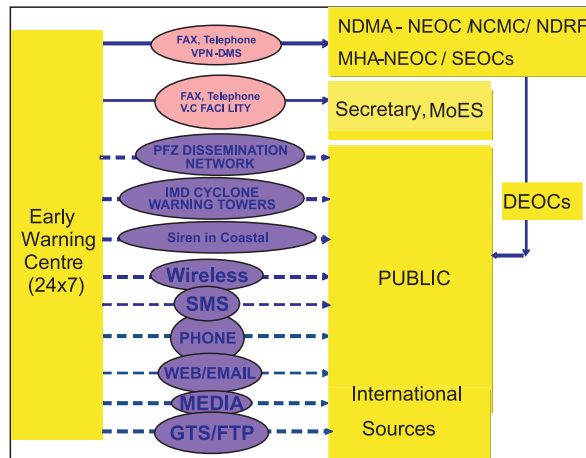 FAX, Telephone
VPN-DMS
NDMA - NEOC /NCMC/ NDRF
MHA-NEOC / SEOCs
FAX, Telephone
V.C FACI LITY
Secretary, MoES
PFZ DISSEMINATION
NETWORK
IMD CYCLONE
WARNING TOWERS
DEOCs
Early
Warning
Centre
(24x7)
Siren in Coastal
Wireless
PUBLIC
SMS
PHONE
WEB/EMAIL
MEDIA
GTS/FTP
International
Sources